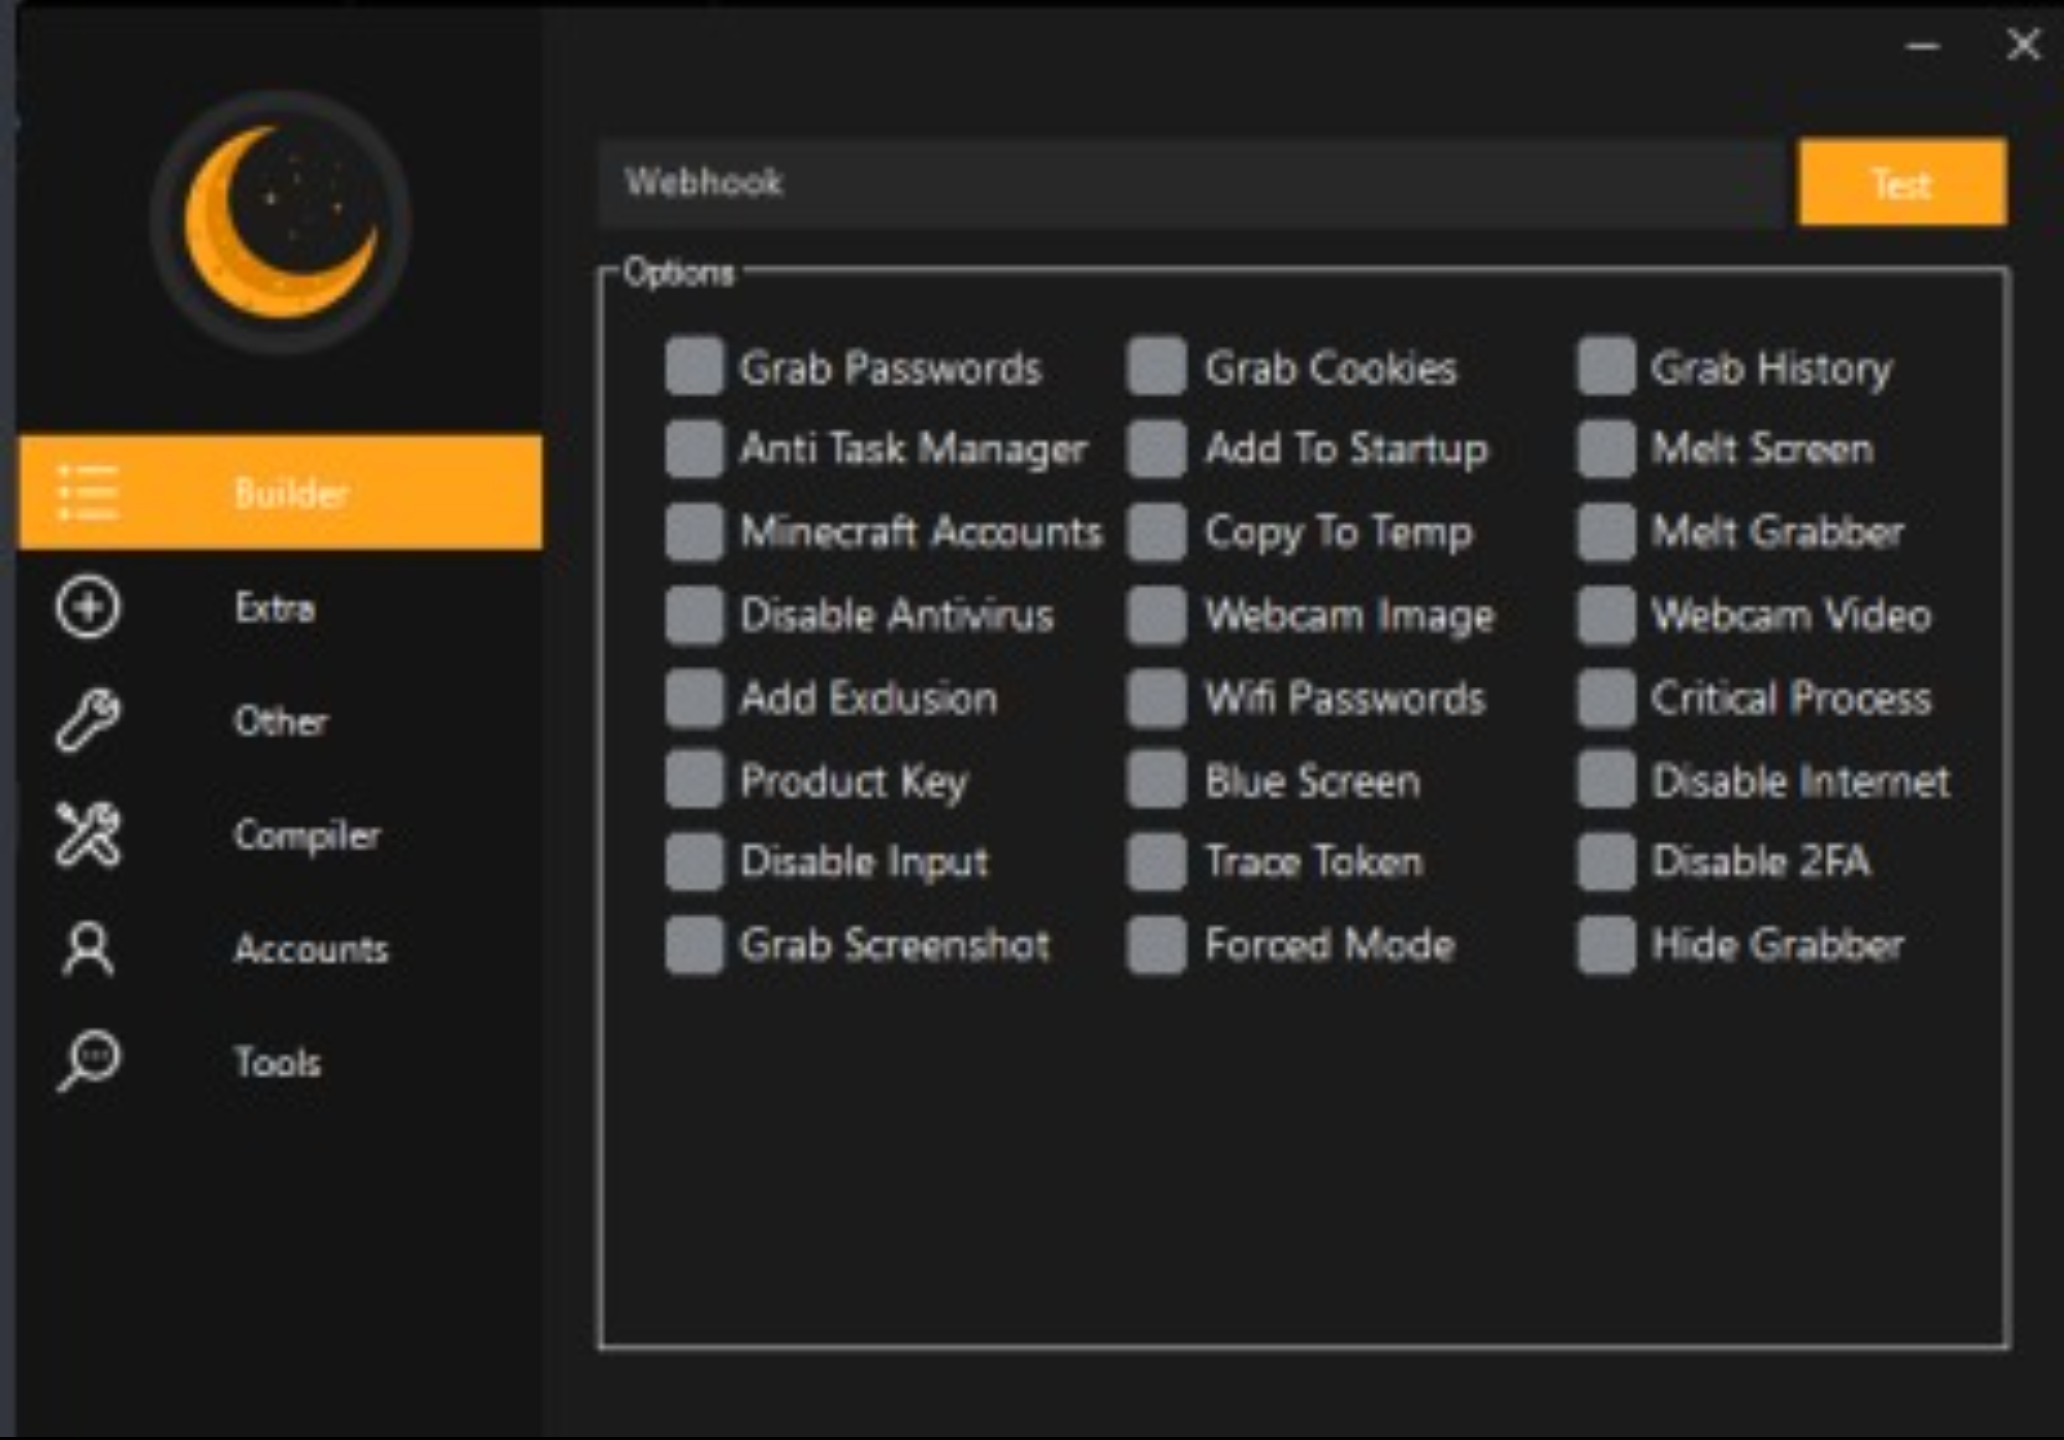 Webhook
Test
Options
Grab Passwords Grab Cookies Grab History
Anti Task Manager Add To Startup Melt Screen
Minecraft Accounts Copy To Temp Melt Grabber
Disable Antivirus Webcam Image Webcam Video
Add Exclusion Wifi Passwords Critical Process
Product Key Blue Screen Disable Internet
Disable Input Trace Token Disable 2FA
Grab Screenshot Forced Mode Hide Grabber
Builder
Extra
Other
Compiler
Accounts
Tools